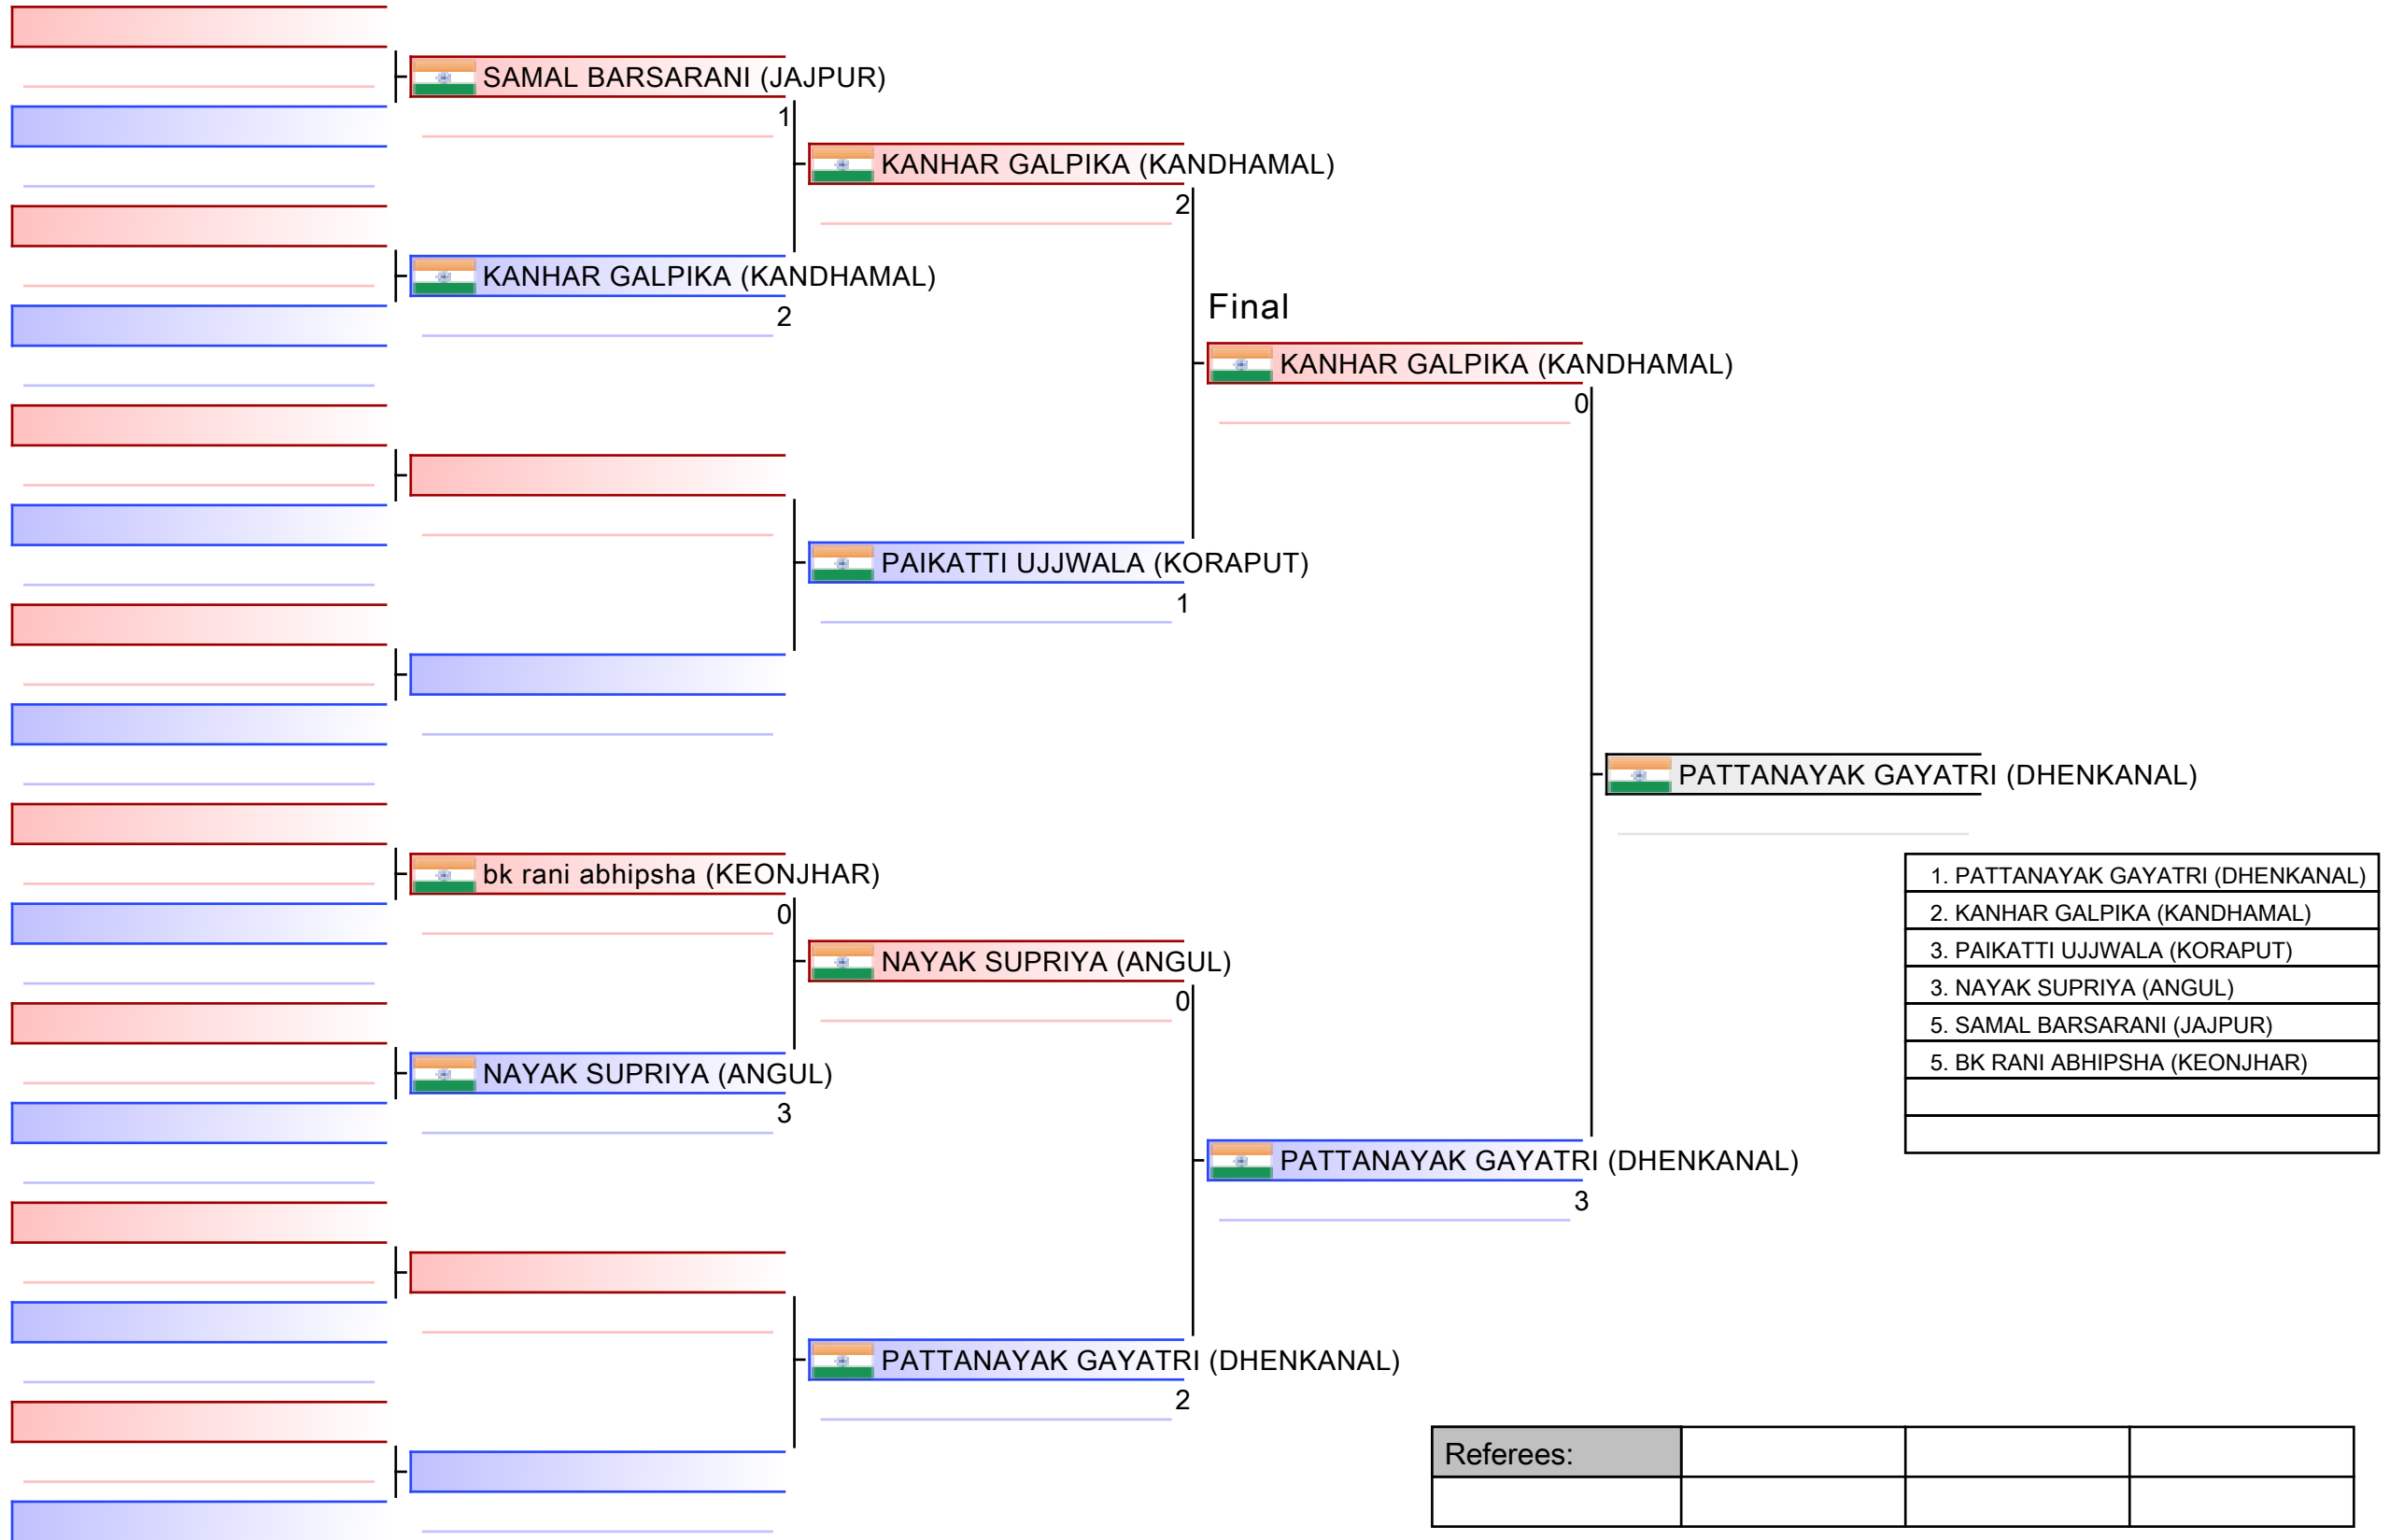 SAMAL BARSARANI (JAJPUR)
1
KANHAR GALPIKA (KANDHAMAL)
2
KANHAR GALPIKA (KANDHAMAL)
2
Final
KANHAR GALPIKA (KANDHAMAL)
0
PAIKATTI UJJWALA (KORAPUT)
1
PATTANAYAK GAYATRI (DHENKANAL)
bk rani abhipsha (KEONJHAR)
0
NAYAK SUPRIYA (ANGUL)
0
NAYAK SUPRIYA (ANGUL)
3
PATTANAYAK GAYATRI (DHENKANAL)
3
PATTANAYAK GAYATRI (DHENKANAL)
2
1. PATTANAYAK GAYATRI (DHENKANAL)
2. KANHAR GALPIKA (KANDHAMAL)
3. PAIKATTI UJJWALA (KORAPUT)
3. NAYAK SUPRIYA (ANGUL)
5. SAMAL BARSARANI (JAJPUR)
5. BK RANI ABHIPSHA (KEONJHAR)
Referees: